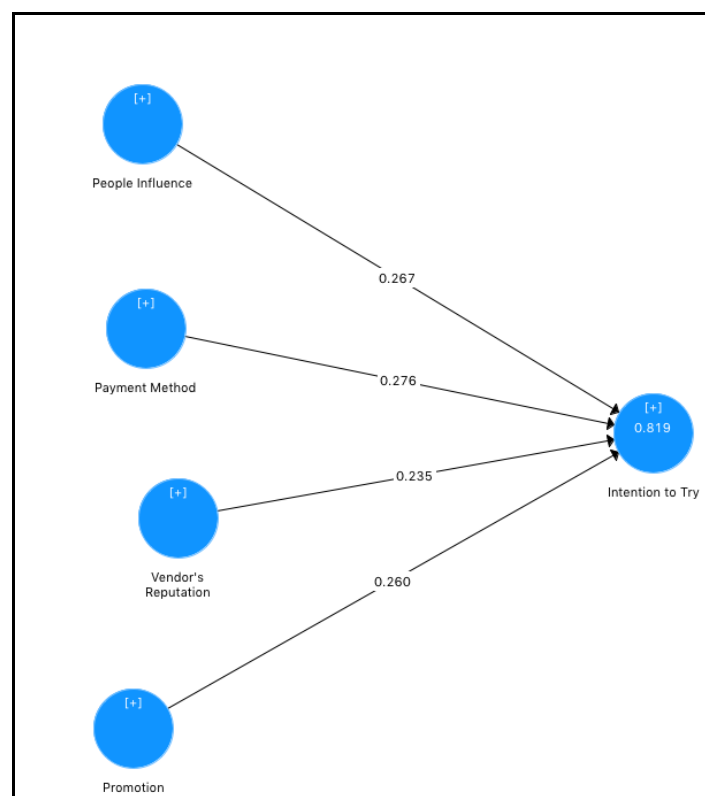 [+]
People Influence
0.267
[+]
Payment Method
0.276
[+]
0.819
Intention to Try
0.235
[+]
Vendor's
Reputation
0.260
[+]
Promotion